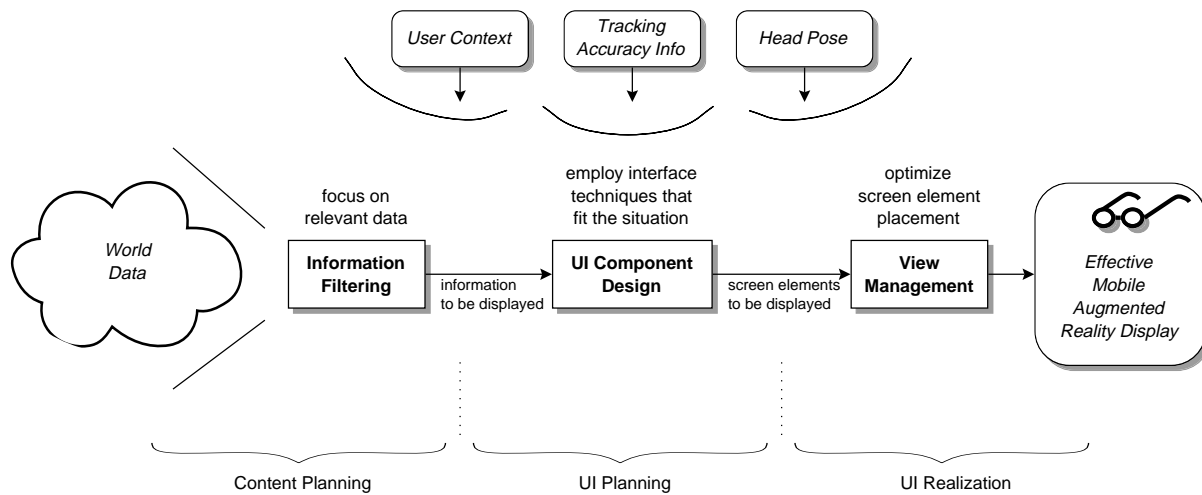 User Context
Tracking
Accuracy Info
Head Pose
World
Data
focus on
relevant data
Information
Filtering
information
to be displayed
employ interface
techniques that
fit the situation
UI Component
Design
screen elements
to be displayed
optimize
screen element
placement
View
Management
Effective
Mobile
Augmented
Reality Display
Content Planning
UI Planning
UI Realization